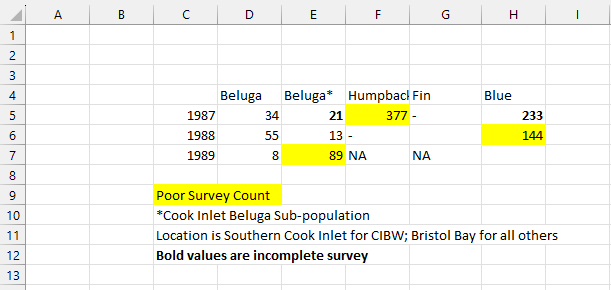 A B C D E F G H I
1
2
3
4 Beluga Beluga* Humpbac Fin Blue
5 1987 34 21 377 - 233
6 1988 55 13 - 144
7 1989 8 89 NA NA
8
9 Poor Survey Count
10 *Cook Inlet Beluga Sub-population
11 Location is Southern Cook Inlet for CIBW; Bristol Bay for all others
12 Bold values are incomplete survey
13